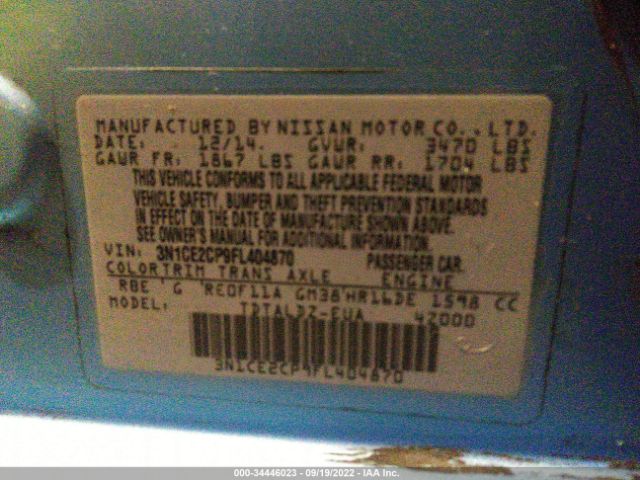 MANUFACTURED BY NISSAN MOTOR CO., LTD.
DATE: 12/14. GVWR: 3470 LBS
GAWR FR: 1867 LBS GAWR RR: 1704 LBS
THIS VEHICLE CONFORMS TO ALL APPLICABLE FEDERAL MOTOR
VEHICLE SAFETY, BUMPER AND THEFT PREVENTION STANDARDS
IN EFFECT ON THE DATE OF MANUFACTURE SHOWN ABOVE.
SEE OWNER'S MANUAL FOR ADDITIONAL INFORMATION.
VIN: 3N1CE2CP9FL404870 PASSENGER CAR.
COLOR TRIM TRANS AXLE ENGINE
RBE G RE0F11A GM38 HR16DE 1598 CC
MODEL: TDTALDZ-EUA 4Z000
3N1CE2CP9FL404870
000-34446023 - 09/19/2022 - IAA Inc.